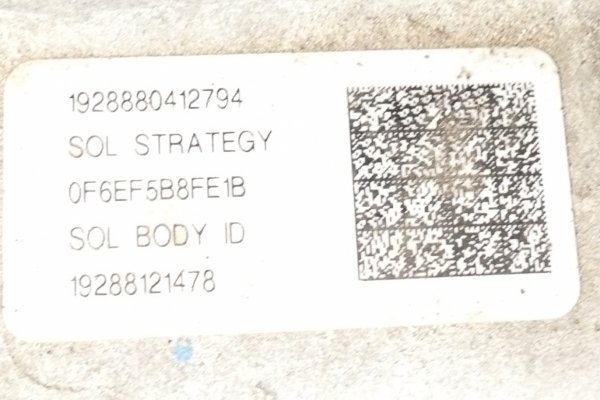 1928880412794
SOL STRATEGY
0F6EF5B8FE1B
SOL BODY ID
19288121478